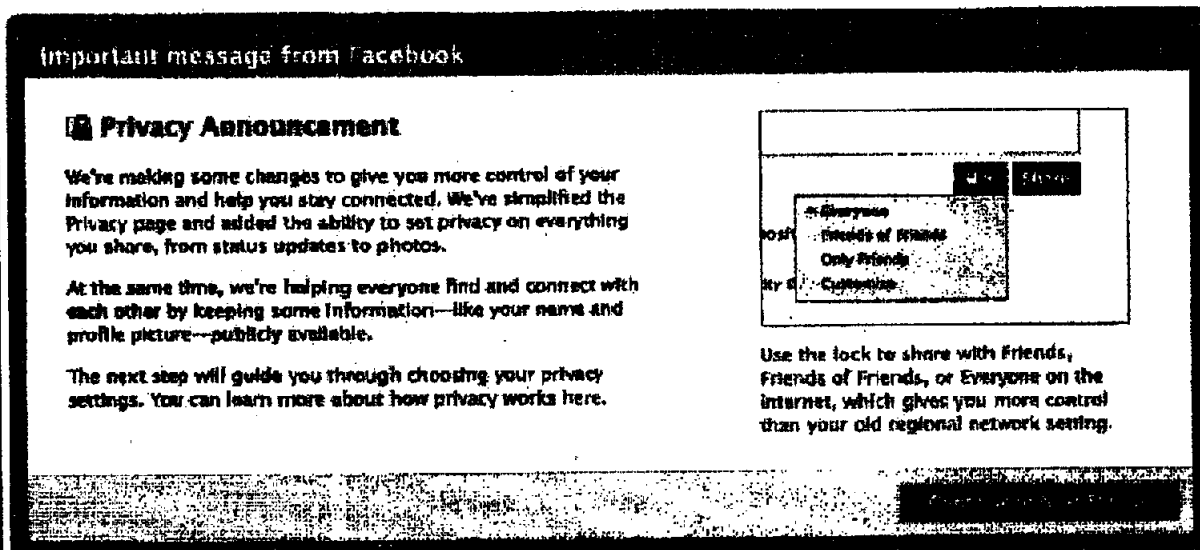 Important message from Facebook
Privacy Announcement
We're making some changes to give you more control of your
information and help you stay connected. We've simplified the
Privacy page and added the ability to set privacy on everything
you share, from status updates to photos.
At the same time, we're helping everyone find and connect with
each other by keeping some information—like your name and
profile picture—publicly available.
The next step will guide you through choosing your privacy
settings. You can learn more about how privacy works here.
Share
Everyone
Friends of Friends
Only Friends
Customize
Use the lock to share with Friends,
Friends of Friends, or Everyone on the
internet, which gives you more control
than your old regional network setting.